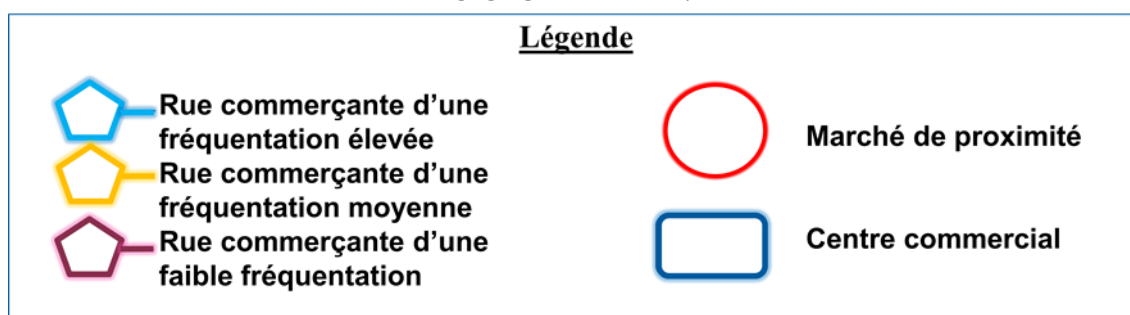 Légende
Rue commerçante d'une
fréquentation élevée
Rue commerçante d'une
fréquentation moyenne
Rue commerçante d'une
faible fréquentation
Marché de proximité
Centre commercial